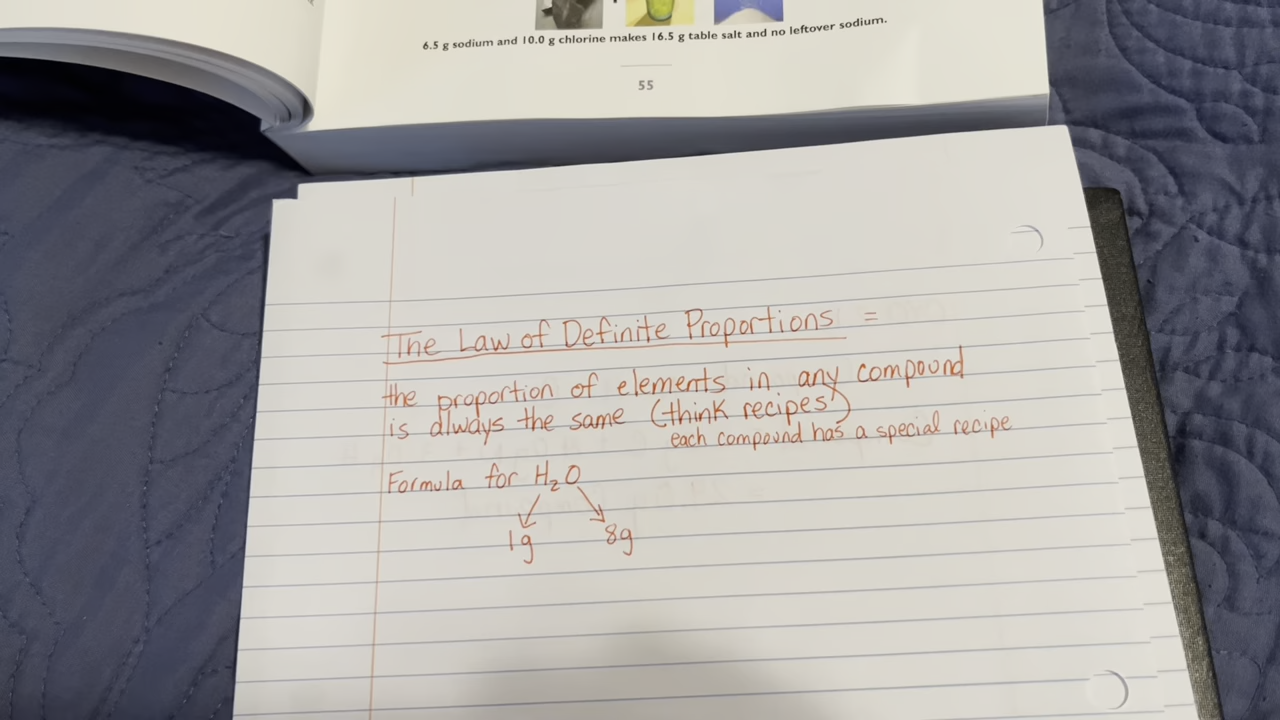 6.5 g sodium and 10.0 g chlorine makes 16.5 g table salt and no leftover sodium.
55
The Law of Definite Proportions =
the proportion of elements in any compound
is always the same (think recipes)
each compound has a special recipe
Formula for H₂O
1g 8g